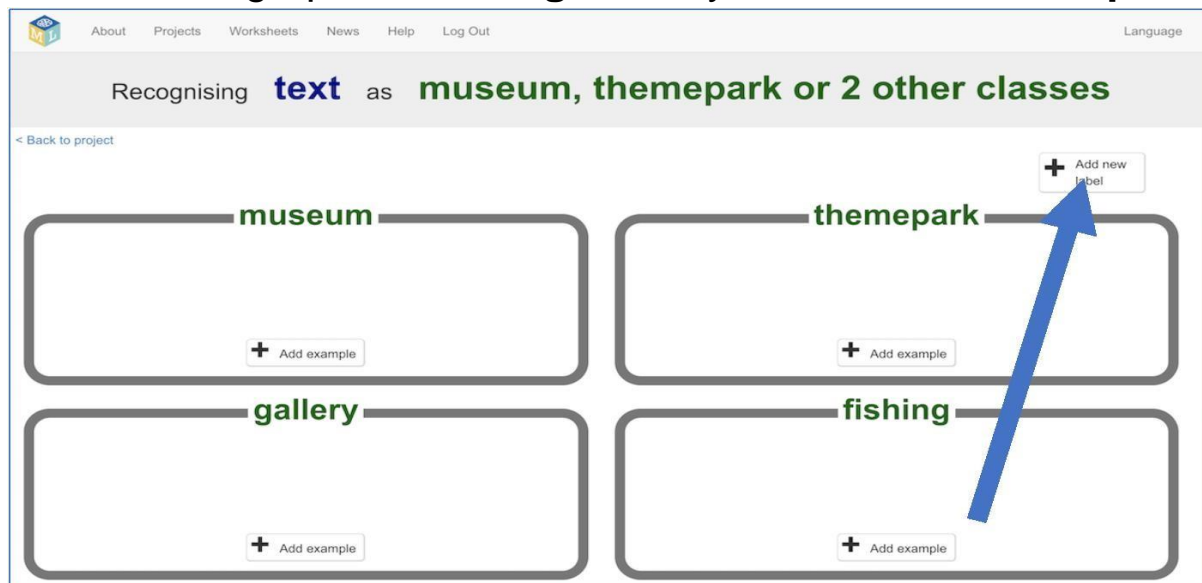 About Projects Worksheets News Help Log Out Language
Recognising text as museum, themepark or 2 other classes
< Back to project
Add new
label
museum themepark
Add example Add example
gallery fishing
Add example Add example